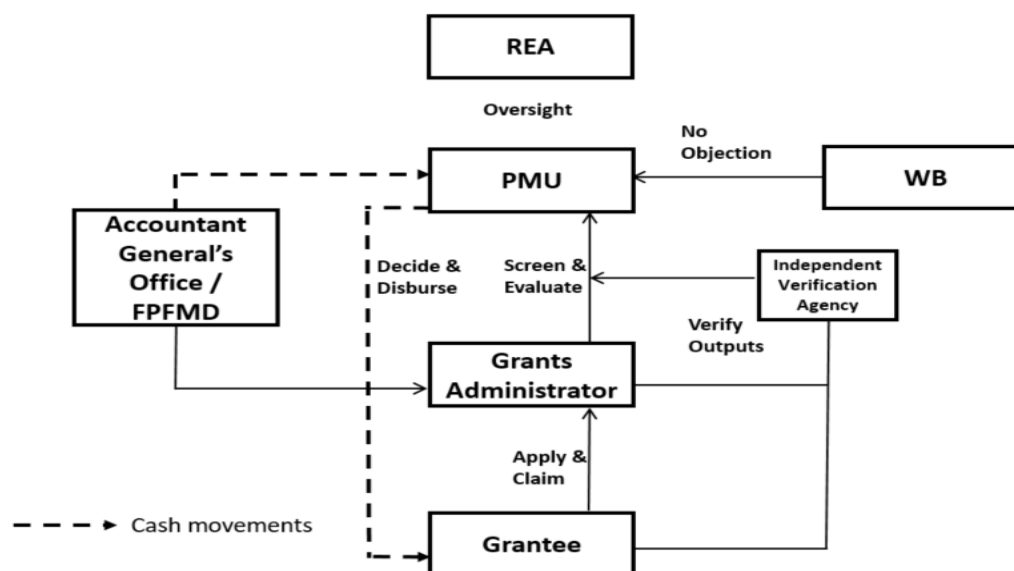 REA
Oversight
No
Objection
PMU
WB
Accountant
General's
Office /
FPFMD
Decide &
Disburse
Screen &
Evaluate
Independent
Verification
Agency
Verify
Outputs
Grants
Administrator
Apply &
Claim
Cash movements
Grantee